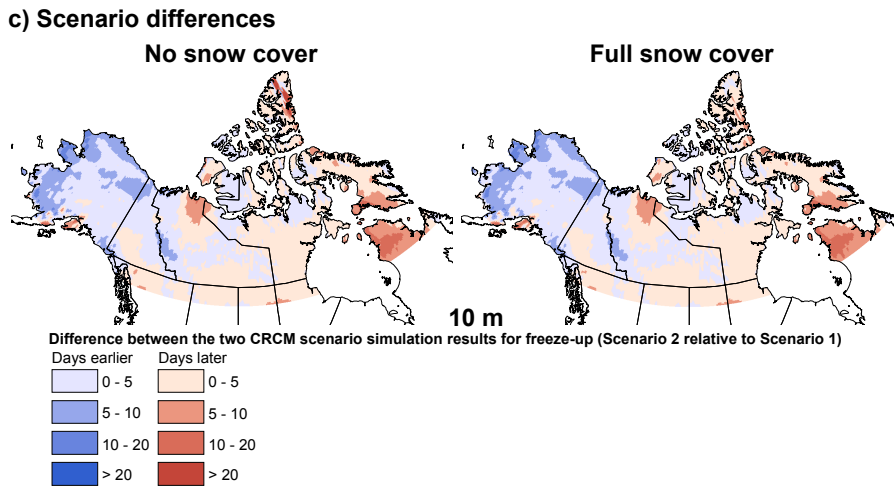 c) Scenario differences
No snow cover
Full snow cover
10 m
Difference between the two CRCM scenario simulation results for freeze-up (Scenario 2 relative to Scenario 1)
Days earlier
Days later
0 - 5
0 - 5
5 - 10
5 - 10
10 - 20
10 - 20
> 20
> 20